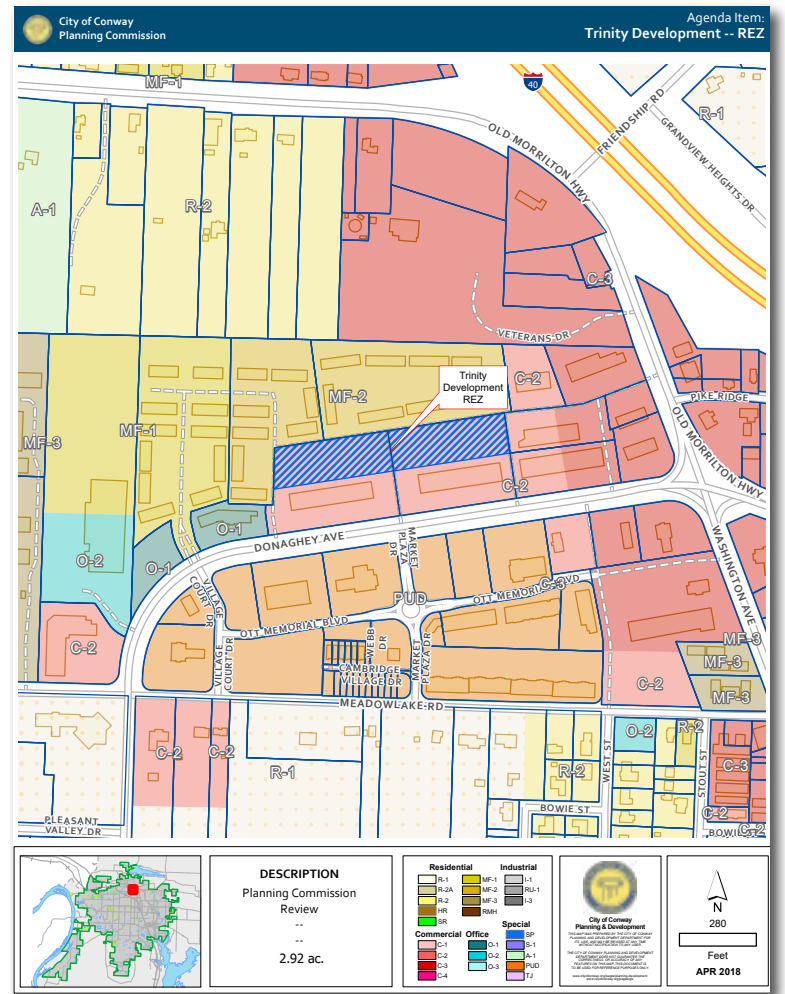 City of Conway
Planning Commission
Agenda Item:
Trinity Development -- REZ
MF-1
40
R-1
FRIENDSHIP RD
GRANDVIEW HEIGHTS DR
OLD MORRILTON HWY
A-1
R-2
C-3
VETERANS DR
Trinity
Development
REZ
C-2
MF-2
PIKE RIDGE
MF-3
MF-1
OLD MORRILTON HWY
C-2
O-1
DONAGHEY AVE
MARKET
PLAZA
DR
WASHINGTON AVE
O-2
O-1
VILLAGE
COURT DR
PUD
OTT MEMORIAL BLVD
C-3
OTT MEMORIAL BLVD
WEBB
DR
MARKET
PLAZA DR
VILLAGE
COURT DR
CAMBRIDGE
VILLAGE DR
C-2
MF-3
MF-3
C-2
MF-3
MEADOWLAKE RD
C-2
C-2
R-1
O-2
R-2
R-2
WEST ST
STOUT ST
C-3
BOWIE ST
PLEASANT
VALLEY DR
C-2
C-2
BOWIE
DESCRIPTION
Planning Commission
Review
--
--
2.92 ac.
Residential
R-1
R-2A
R-2
HR
SR
MF-1
MF-2
MF-3
RMH
Industrial
I-1
RU-1
I-3
Commercial
C-1
C-2
C-3
C-4
Office
O-1
O-2
O-3
Special
SP
S-1
A-1
PUD
TJ
City of Conway
Planning & Development
N
280
Feet
APR 2018